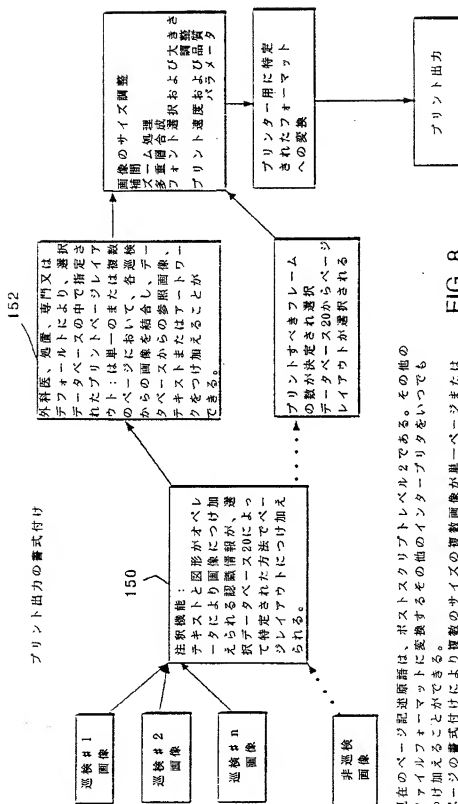 プリント出力の書式付け
巡検#1
画像
巡検#2
画像
巡検#n
画像
非巡検
画像
150
注釈機能:
テキストと図形がオペレ
ータにより画像につけ加
えられる認識情報が、選
択データベース20によっ
て特定された方法でペー
ジレイアウトにつけ加え
られる。
152
外科医、処置、専門又は
デフォールトにより、選択
データベースの中で指定さ
れたプリントページレイア
ウト:は単一のまたは複数
のページにおいて、各巡検
からの画像を結合し、デー
タベースからの参照画像、
テキストまたはアートワー
クをつけ加えることが
できる。
プリントすべきフレーム
の数が決定され選択
データベース20からページ
レイアウトが選択される
画像のサイズ調整
補間
ズーム処理
多重層合成
フォント選択および大きさ
調整
プリント速度および品質
パラメータ
プリンター用に特定
されたフォーマット
への変換
プリント出力
在のページ記述原語は、ポストスクリプトレベル2である。その他の
ァイルフォーマットに変換するその他のインタープリタをいつでも
け加えることができる。
ージの書式付けにより複数のサイズの複数画像が単一ページまたは
FIG. 8